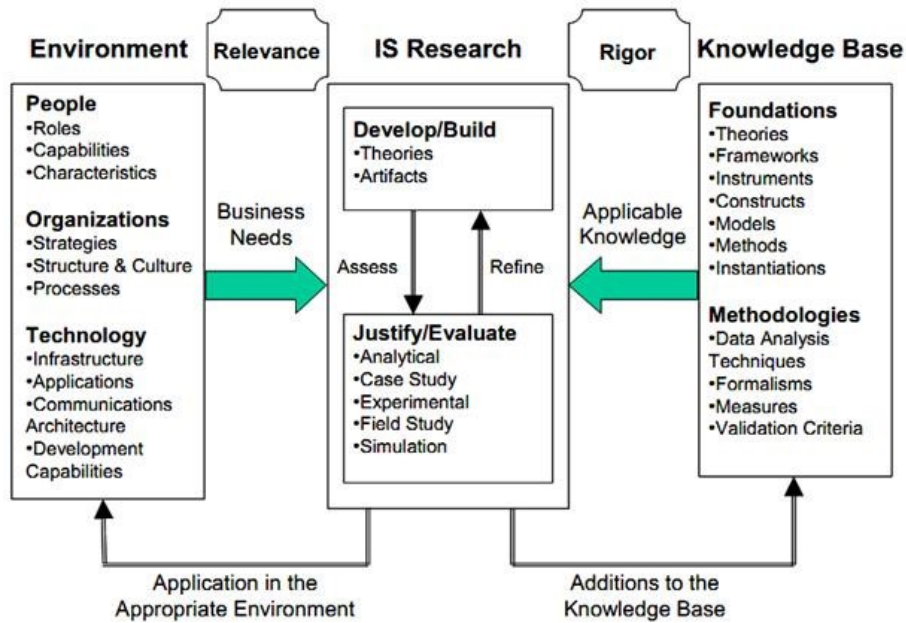 Environment
Relevance
IS Research
Rigor
Knowledge Base
People
•Roles
•Capabilities
•Characteristics
Organizations
•Strategies
•Structure & Culture
•Processes
Technology
•Infrastructure
•Applications
•Communications
Architecture
•Development
Capabilities
Business
Needs
Develop/Build
•Theories
•Artifacts
Assess
Refine
Justify/Evaluate
•Analytical
•Case Study
•Experimental
•Field Study
•Simulation
Applicable
Knowledge
Foundations
•Theories
•Frameworks
•Instruments
•Constructs
•Models
•Methods
•Instantiations
Methodologies
•Data Analysis
Techniques
•Formalisms
•Measures
•Validation Criteria
Application in the
Appropriate Environment
Additions to the
Knowledge Base